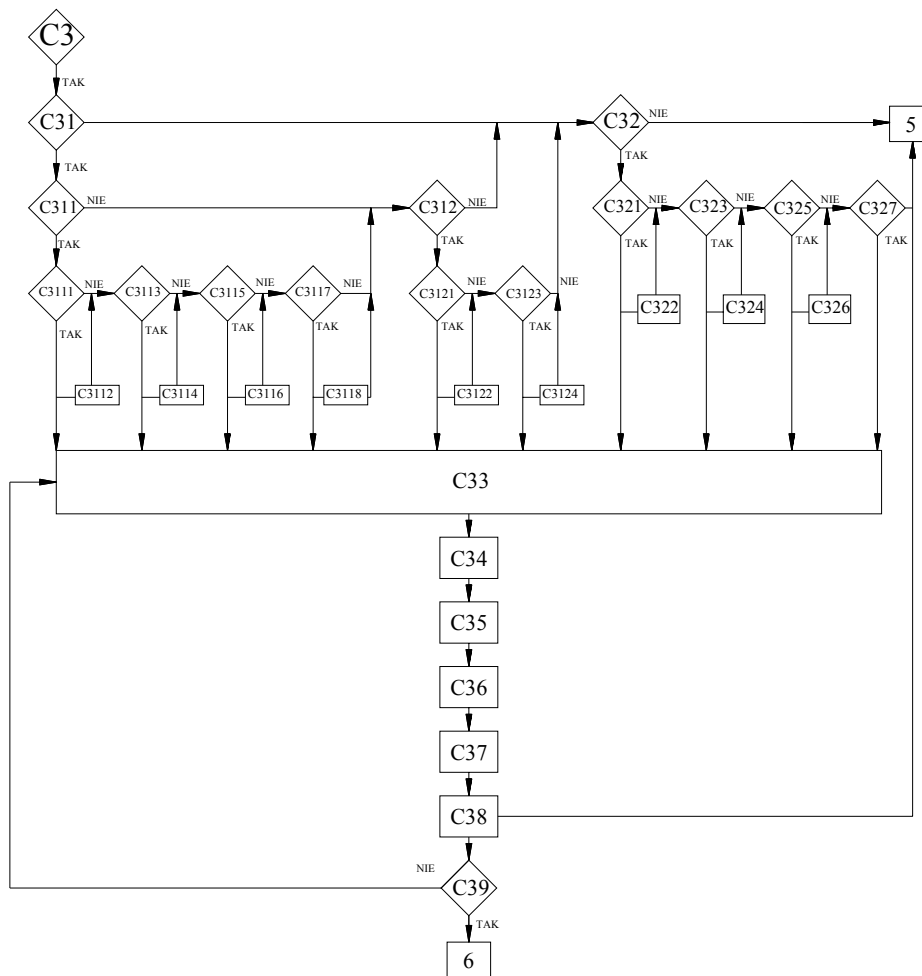 C3
TAK
C31
C32
NIE
5
TAK
TAK
C311
NIE
C312
NIE
C321
NIE
C323
NIE
C325
NIE
C327
TAK
TAK
TAK
TAK
TAK
TAK
C3111
NIE
C3113
NIE
C3115
NIE
C3117
NIE
C3121
NIE
C3123
NIE
C322
C324
C326
TAK
TAK
TAK
TAK
TAK
TAK
C3112
C3114
C3116
C3118
C3122
C3124
C33
C34
C35
C36
C37
C38
NIE
C39
TAK
6